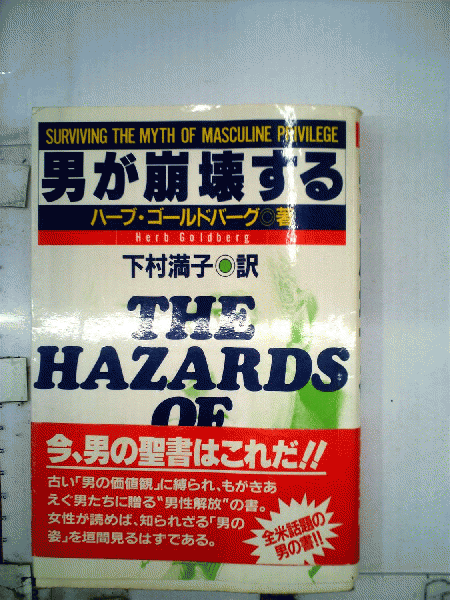 SURVIVING THE MYTH OF MASCULINE PRIVILEGE
男が崩壊する
ハーブ・ゴールドバーグ◎著
Herb Goldberg
下村満子◎訳
THE
HAZARDS
OF
今、男の聖書はこれだ!!
古い「男の価値観」に縛られ、もがきあ
えぐ男たちに贈る“男性解放”の書。
女性が読めば、知られざる「男の
姿」を垣間見るはずである。
全米話題の
男の書!!